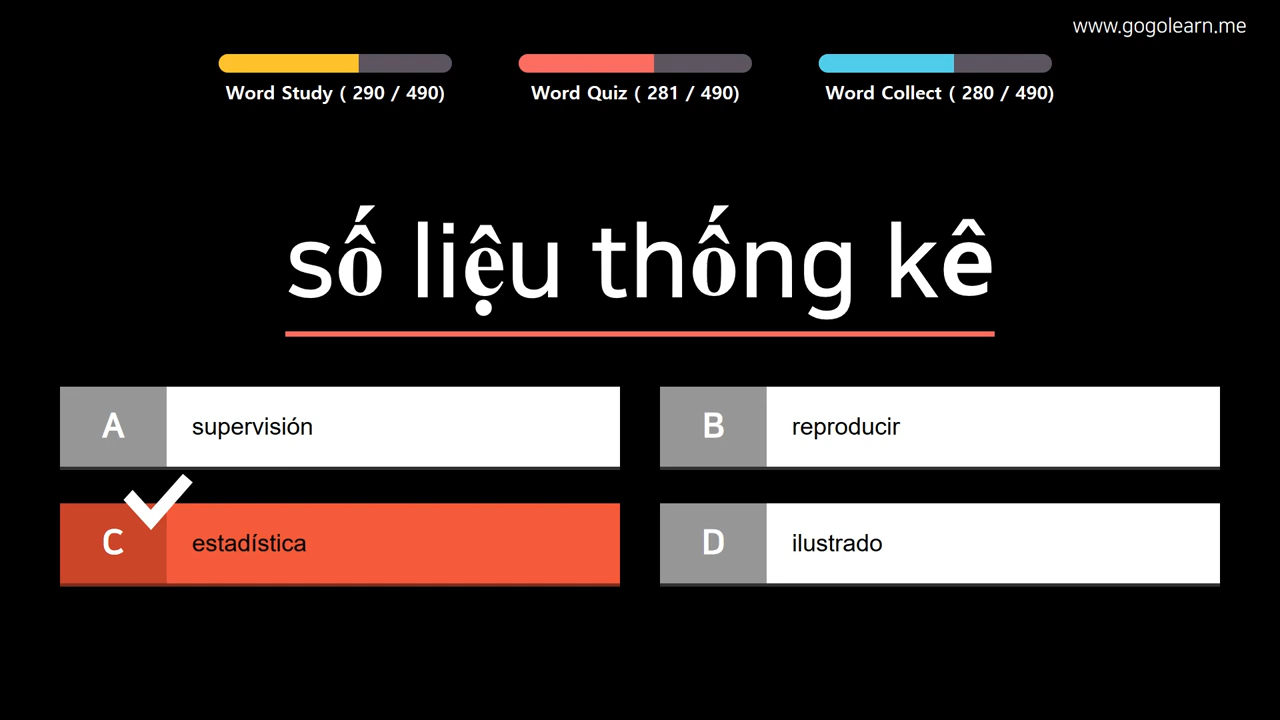 www.gogolearn.me
Word Study ( 290 / 490)
Word Quiz ( 281 / 490)
Word Collect ( 280 / 490)
số liệu thống kê
A supervisión
B reproducir
C estadística
D ilustrado